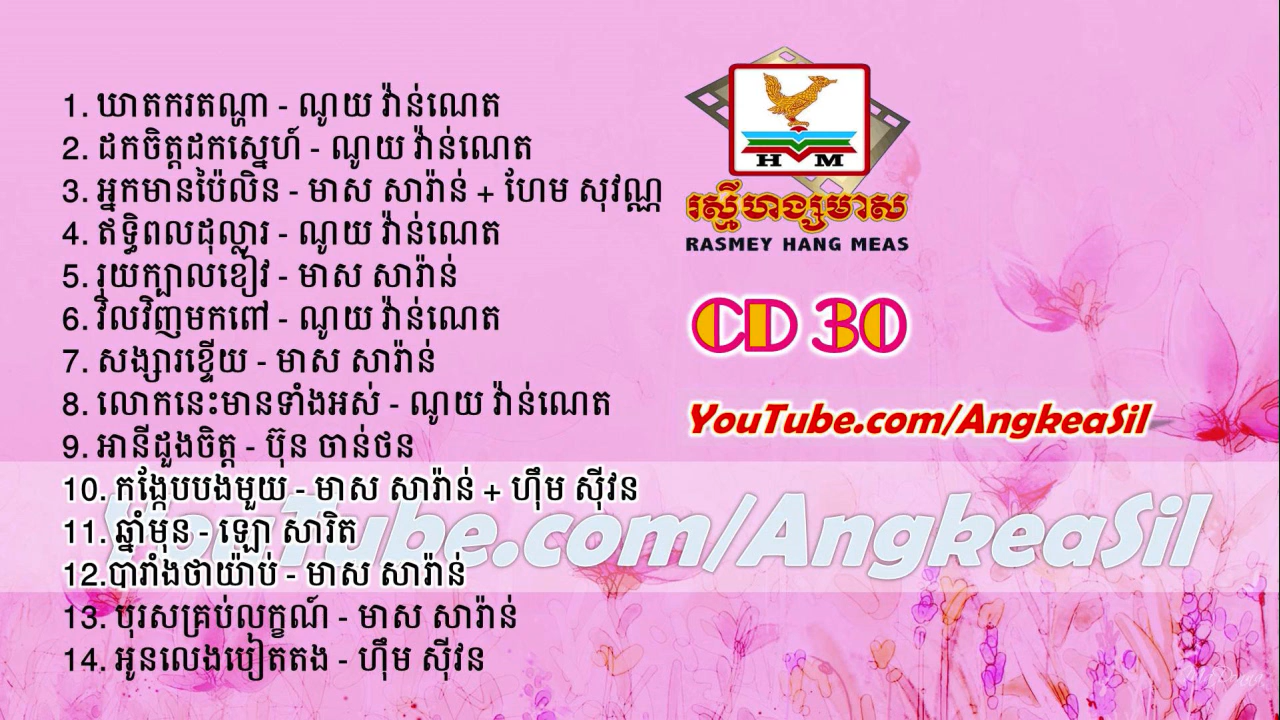 1. ឃាតករតណ្ហា - ណូយ វ៉ាន់ណេត
2. ដកចិត្តដកស្នេហ៍ - ណូយ វ៉ាន់ណេត
3. អ្នកមានប៉ៃលិន - មាស សារ៉ាន់ + ហែម សុវណ្ណ
4. ឥទ្ធិពលដុល្លារ - ណូយ វ៉ាន់ណេត
5. រុយក្បាលខៀវ - មាស សារ៉ាន់
6. វិលវិញមកពៅ - ណូយ វ៉ាន់ណេត
7. សង្សារខ្ទើយ - មាស សារ៉ាន់
8. លោកនេះមានទាំងអស់ - ណូយ វ៉ាន់ណេត
9. អានីដួងចិត្ត - ប៊ុន ចាន់ថន
10. កង្កែបបងមួយ - មាស សារ៉ាន់ + ហ៊ឹម ស៊ីវន
11. ឆ្នាំមុន - ឡោ សារិត
12.បារាំងថាយ៉ាប់ - មាស សារ៉ាន់
13. បុរសគ្រប់លក្ខណ៍ - មាស សារ៉ាន់
14. អូនលេងបៀតតង - ហ៊ឹម ស៊ីវន
H M
រស្មីហង្សមាស
RASMEY HANG MEAS
CD 30
YouTube.com/AngkeaSil
YouTube.com/AngkeaSil